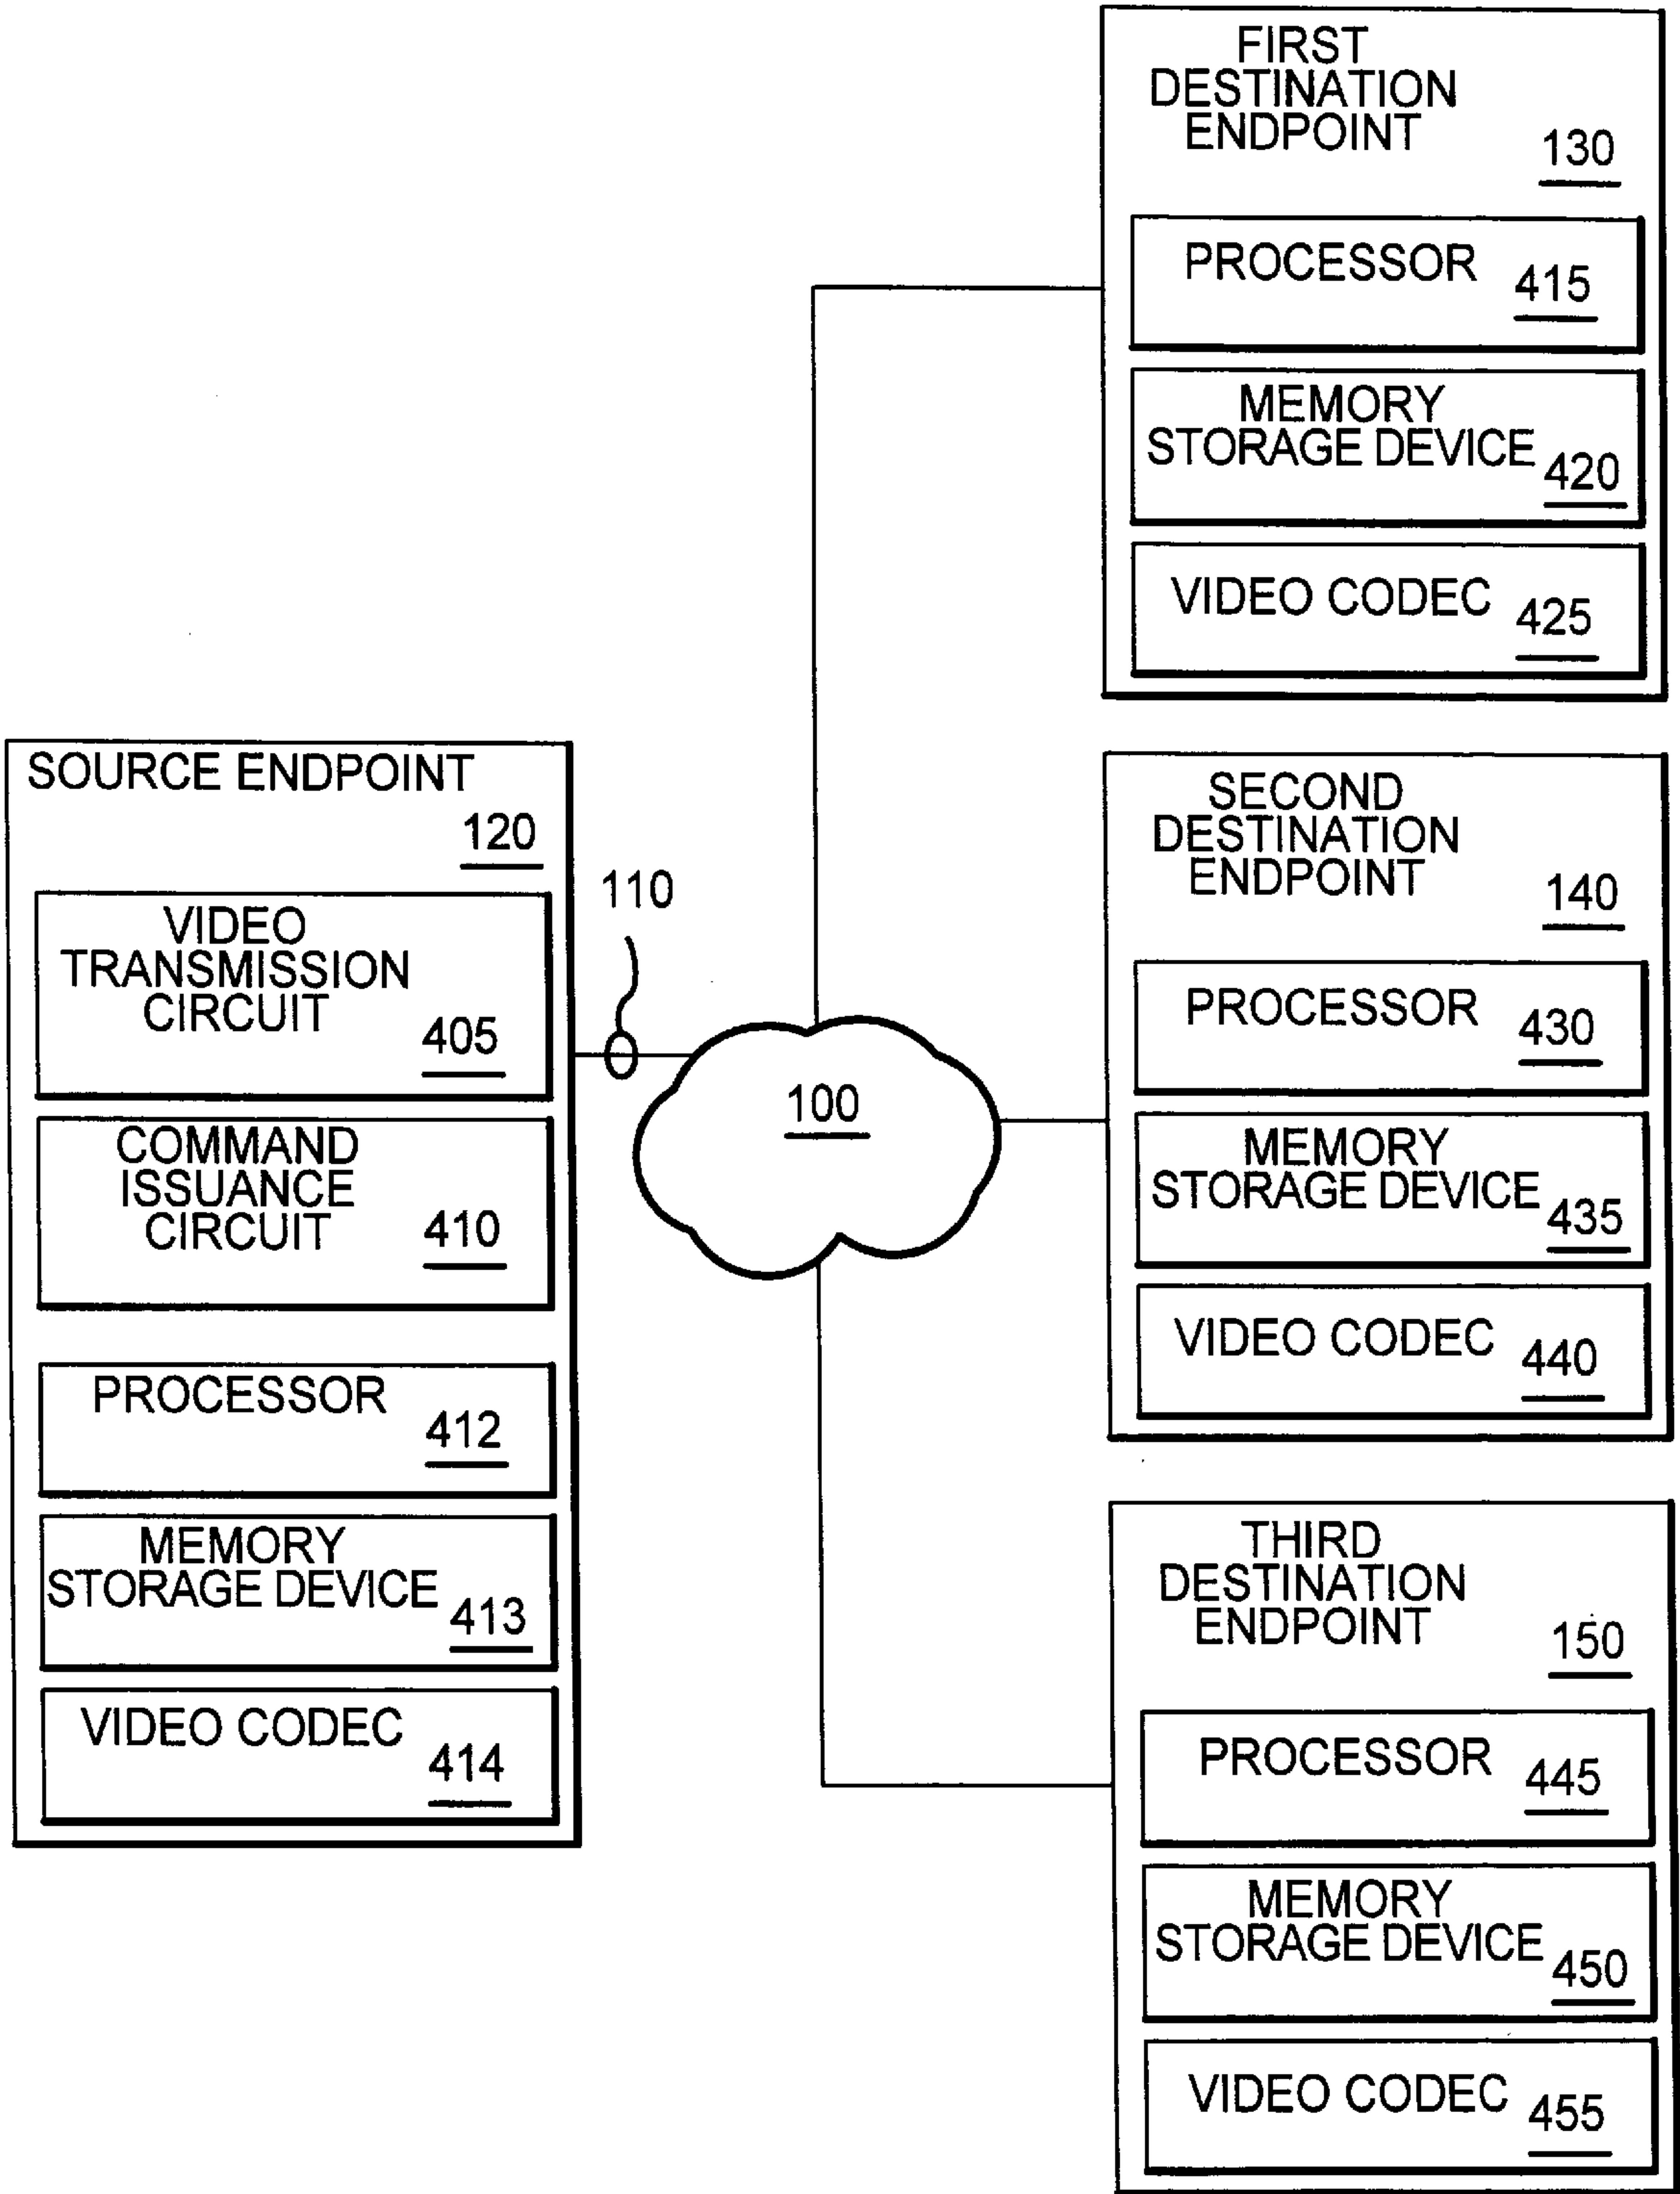 FIRST
DESTINATION
ENDPOINT
130
PROCESSOR
415
MEMORY
STORAGE DEVICE
420
VIDEO CODEC
425
SOURCE ENDPOINT
120
VIDEO
TRANSMISSION
CIRCUIT
405
COMMAND
ISSUANCE
CIRCUIT
410
PROCESSOR
412
MEMORY
STORAGE DEVICE
413
VIDEO CODEC
414
110
100
SECOND
DESTINATION
ENDPOINT
140
PROCESSOR
430
MEMORY
STORAGE DEVICE
435
VIDEO CODEC
440
THIRD
DESTINATION
ENDPOINT
150
PROCESSOR
445
MEMORY
STORAGE DEVICE
450
VIDEO CODEC
455